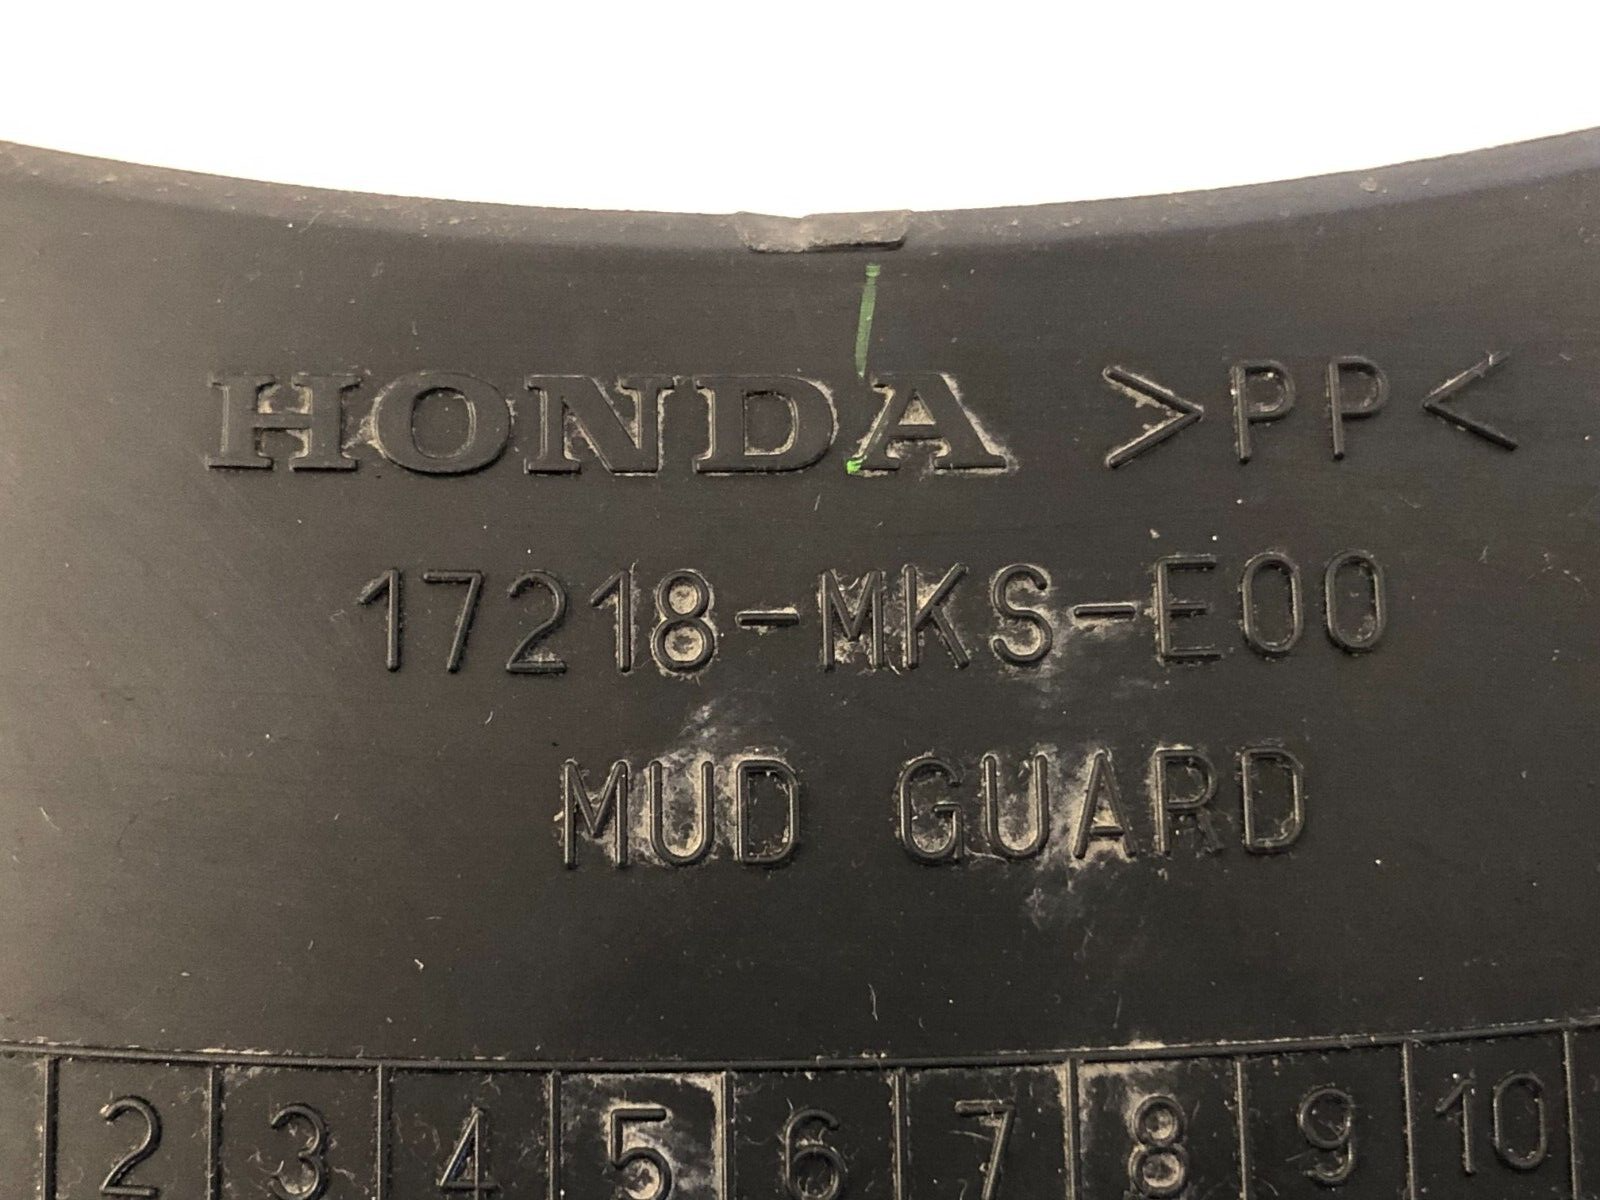 HONDA >PP<
17218-MKS-E00
MUD GUARD
2 3 4 5 6 7 8 9 10